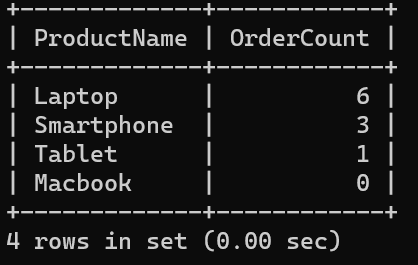 +-------------+------------+
| ProductName | OrderCount |
+-------------+------------+
| Laptop      |          6 |
| Smartphone  |          3 |
| Tablet      |          1 |
| Macbook     |          0 |
+-------------+------------+
4 rows in set (0.00 sec)